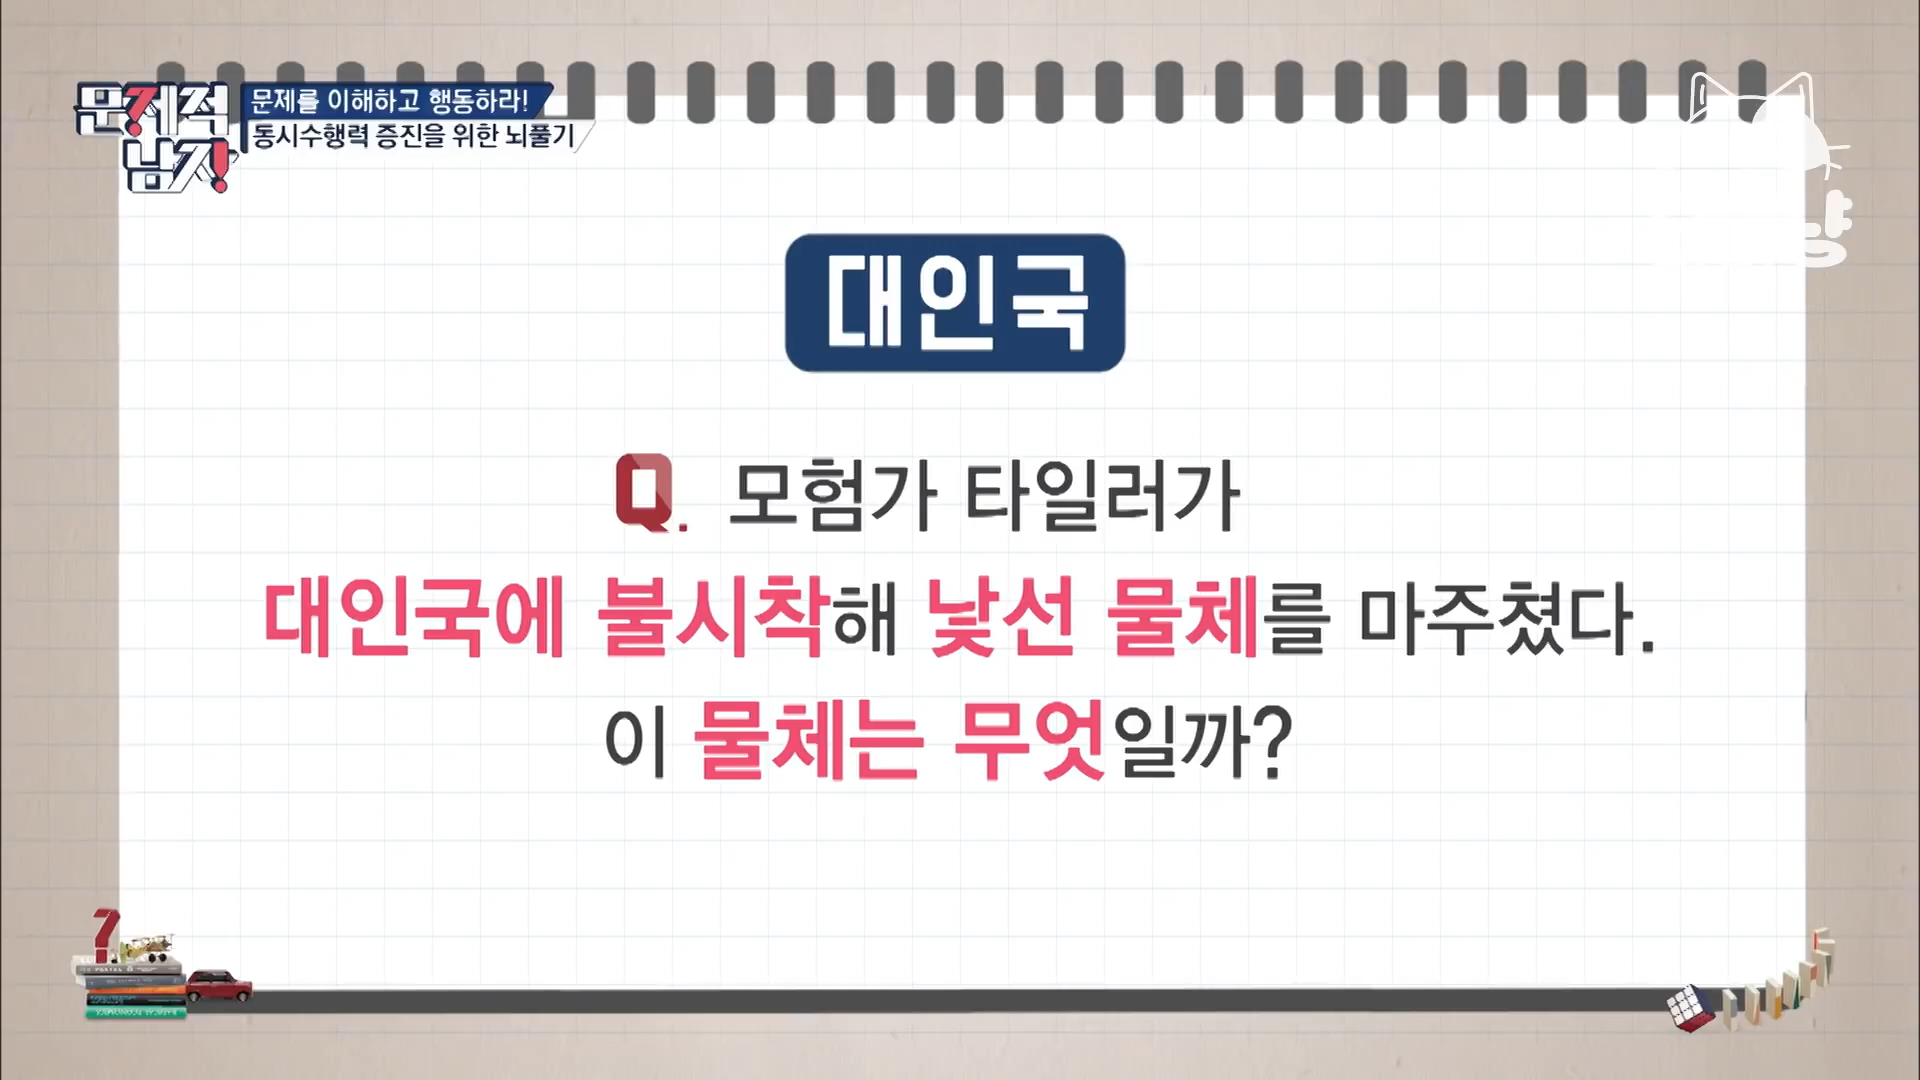 문제적
남자!
문제를 이해하고 행동하라!
동시수행력 증진을 위한 뇌풀기
냥
대인국
Q. 모험가 타일러가
대인국에 불시착해 낯선 물체를 마주쳤다.
이 물체는 무엇일까?